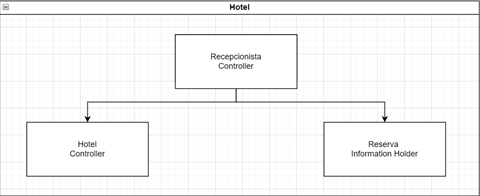 Hotel
Recepcionista
Controller
Hotel
Controller
Reserva
Information Holder